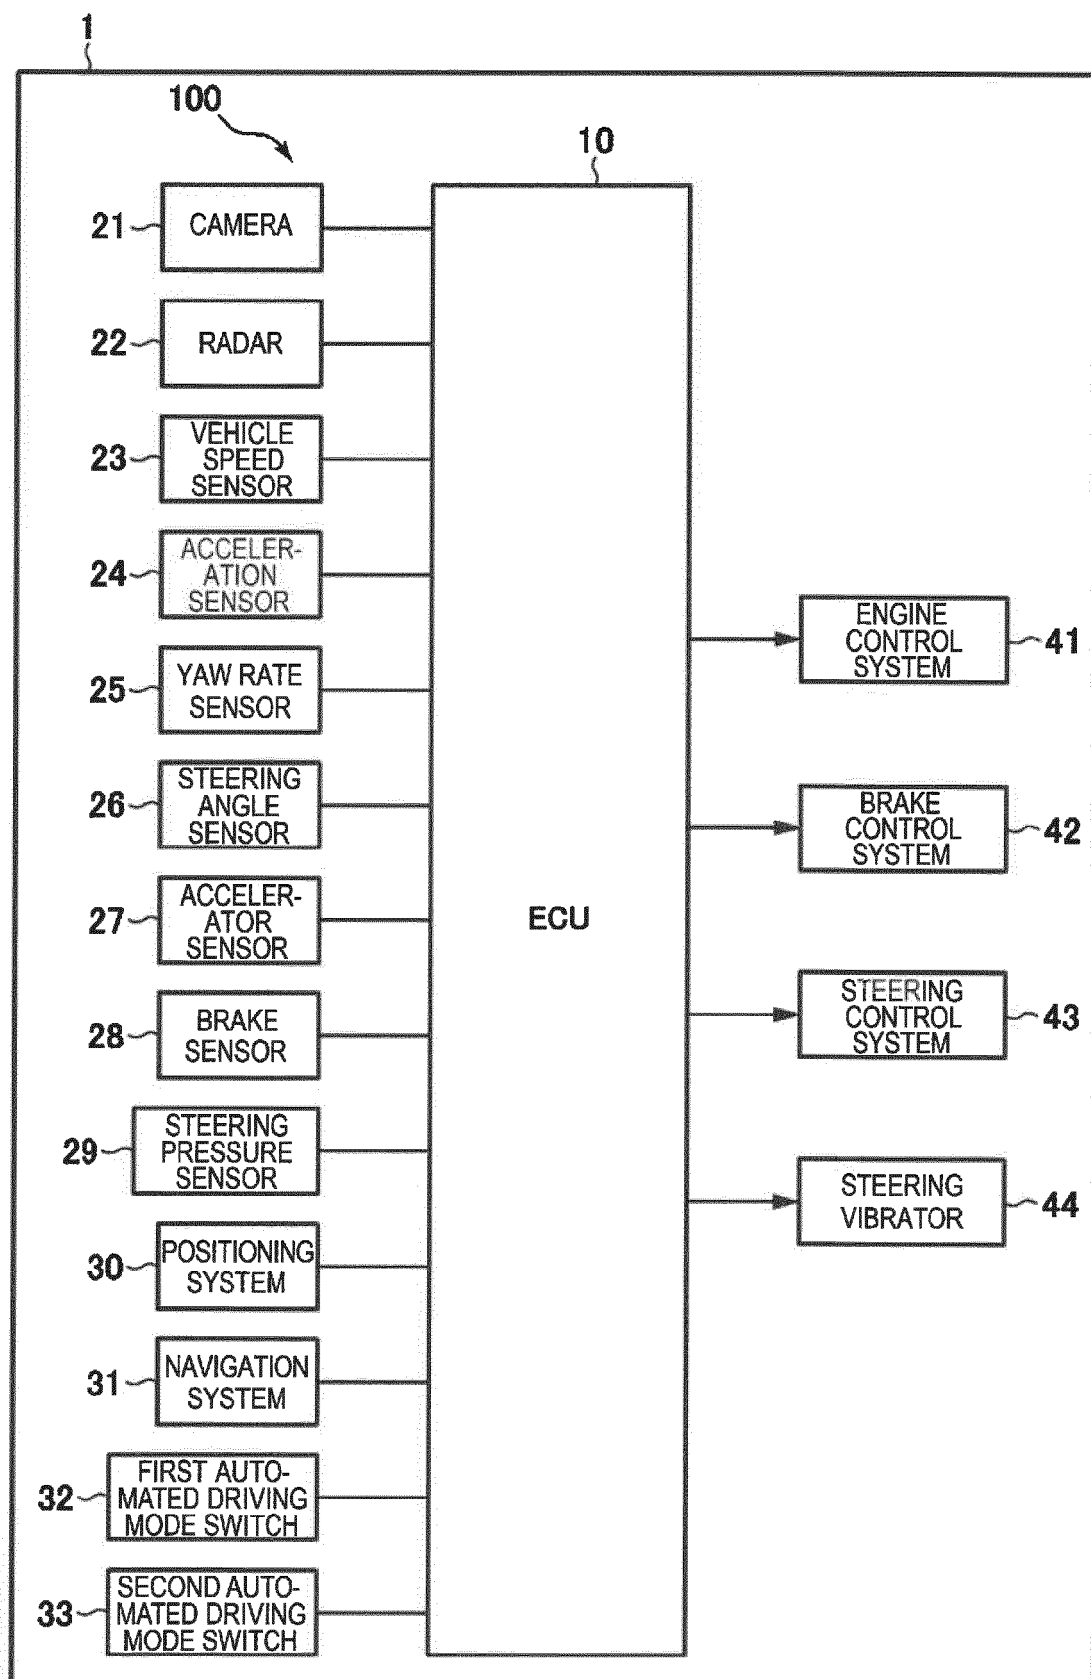 1
100
10
21
CAMERA
22
RADAR
23
VEHICLE
SPEED
SENSOR
24
ACCELER-
ATION
SENSOR
25
YAW RATE
SENSOR
26
STEERING
ANGLE
SENSOR
27
ACCELER-
ATOR
SENSOR
28
BRAKE
SENSOR
29
STEERING
PRESSURE
SENSOR
30
POSITIONING
SYSTEM
31
NAVIGATION
SYSTEM
32
FIRST AUTO-
MATED DRIVING
MODE SWITCH
33
SECOND AUTO-
MATED DRIVING
MODE SWITCH
ECU
ENGINE
CONTROL
SYSTEM
41
BRAKE
CONTROL
SYSTEM
42
STEERING
CONTROL
SYSTEM
43
STEERING
VIBRATOR
44